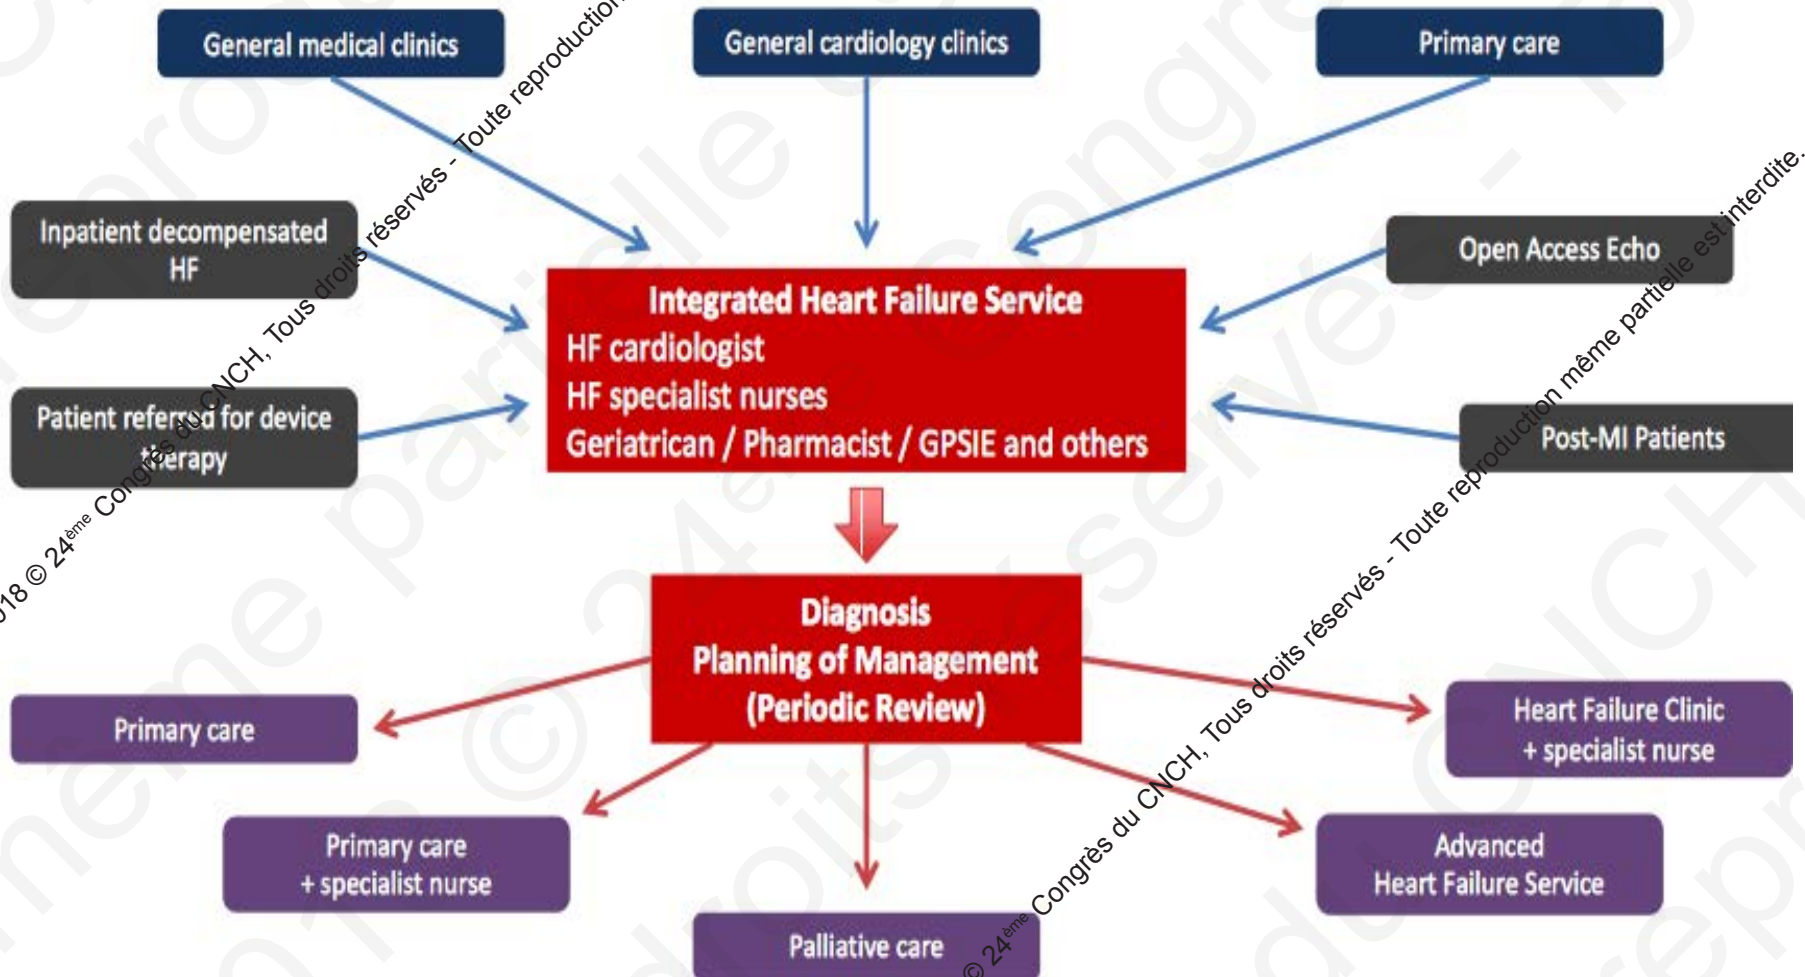 General medical clinics
General cardiology clinics
Primary care
Inpatient decompensated
HF
Open Access Echo
Patient referred for device
therapy
Post-MI Patients
Integrated Heart Failure Service
HF cardiologist
HF specialist nurses
Geriatrican / Pharmacist / GPSIE and others
Diagnosis
Planning of Management
(Periodic Review)
Primary care
Heart Failure Clinic
+ specialist nurse
Primary care
+ specialist nurse
Advanced
Heart Failure Service
Palliative care
18 © 24ème Congrès du CNCH, Tous droits réservés - Toute reproduction
© 24ème Congrès du CNCH, Tous droits réservés - Toute reproduction même partielle est interdite.